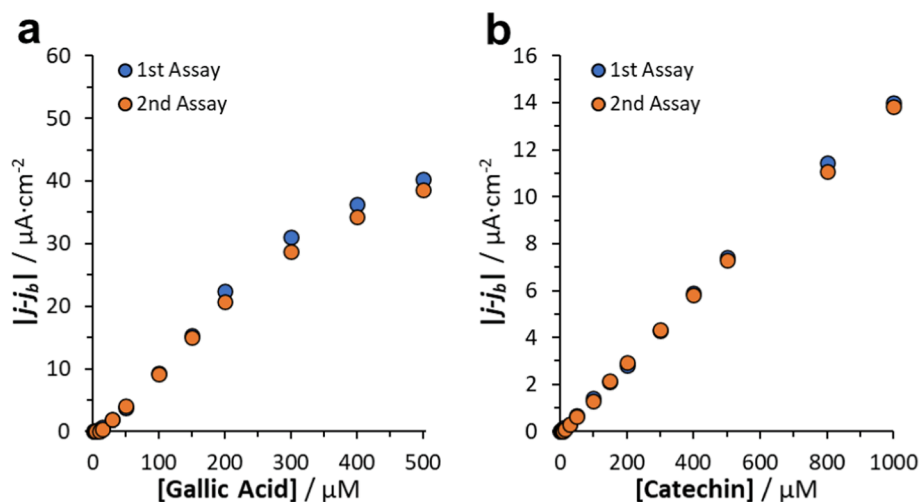 a
60
50
40
30
20
10
0
1st Assay
2nd Assay
|j-j_b| / µA·cm⁻²
0 100 200 300 400 500
[Gallic Acid] / µM
b
16
14
12
10
8
6
4
2
0
1st Assay
2nd Assay
|j-j_b| / µA·cm⁻²
0 200 400 600 800 1000
[Catechin] / µM